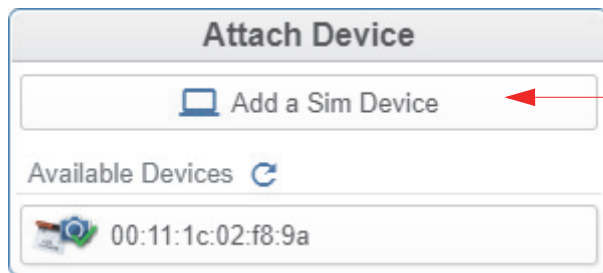 Attach Device
Add a Sim Device
Available Devices
00:11:1c:02:f8:9a